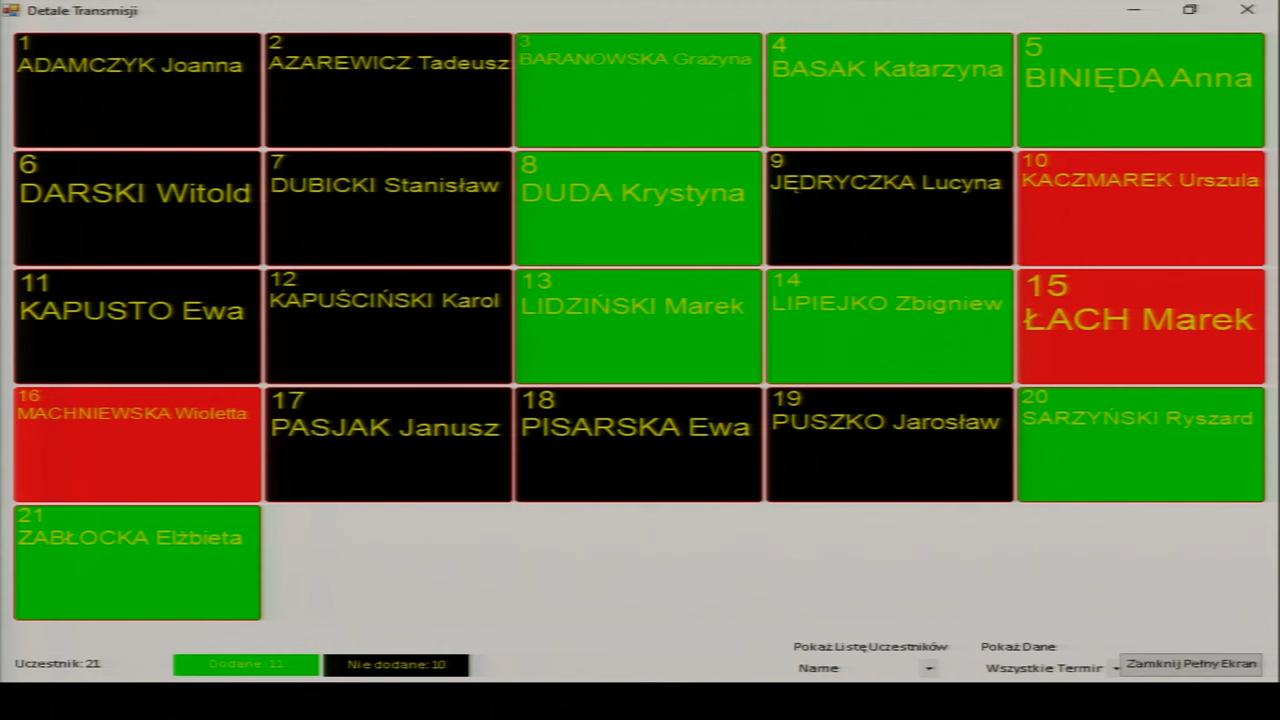 Detale Transmisji
1
ADAMCZYK Joanna
2
AZAREWICZ Tadeusz
3
BARANOWSKA Grażyna
4
BASAK Katarzyna
5
BINIĘDA Anna
6
DARSKI Witold
7
DUBICKI Stanisław
8
DUDA Krystyna
9
JĘDRYCZKA Lucyna
10
KACZMAREK Urszula
11
KAPUSTO Ewa
12
KAPUŚCIŃSKI Karol
13
LIDZIŃSKI Marek
14
LIPIEJKO Zbigniew
15
ŁACH Marek
16
MACHNIEWSKA Wioletta
17
PASJAK Janusz
18
PISARSKA Ewa
19
PUSZKO Jarosław
20
SARZYŃSKI Ryszard
21
ZABŁOCKA Elżbieta
Pokaż Listę Uczestników
Pokaż Dane
Uczestnik: 21
Dodane: 11
Nie dodane: 10
Name
Wszystkie Termir
Zamknij Pełny Ekran